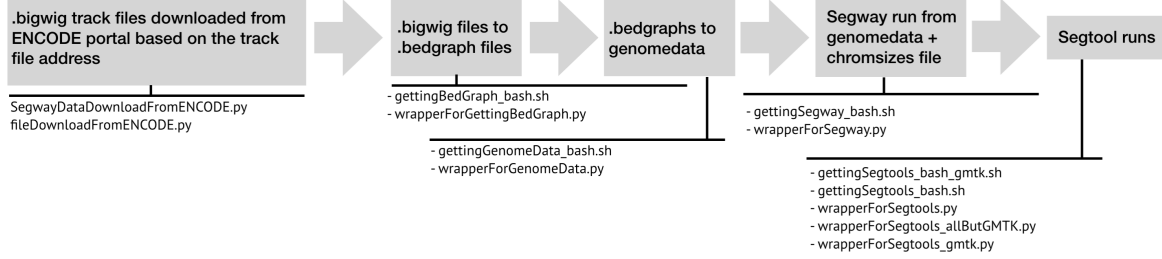 .bigwig track files downloaded from
ENCODE portal based on the track
file address
SegwayDataDownloadFromENCODE.py
fileDownloadFromENCODE.py
.bigwig files to
.bedgraph files
- gettingBedGraph_bash.sh
- wrapperForGettingBedGraph.py
.bedgraphs to
genomedata
- gettingGenomeData_bash.sh
- wrapperForGenomeData.py
Segway run from
genomedata +
chromsizes file
- gettingSegway_bash.sh
- wrapperForSegway.py
Segtool runs
- gettingSegtools_bash_gmtk.sh
- gettingSegtools_bash.sh
- wrapperForSegtools.py
- wrapperForSegtools_allButGMTK.py
- wrapperForSegtools_gmtk.py